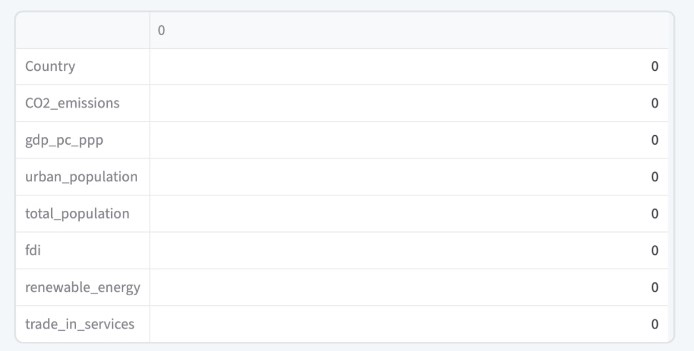 0
Country 0
CO2_emissions 0
gdp_pc_ppp 0
urban_population 0
total_population 0
fdi 0
renewable_energy 0
trade_in_services 0